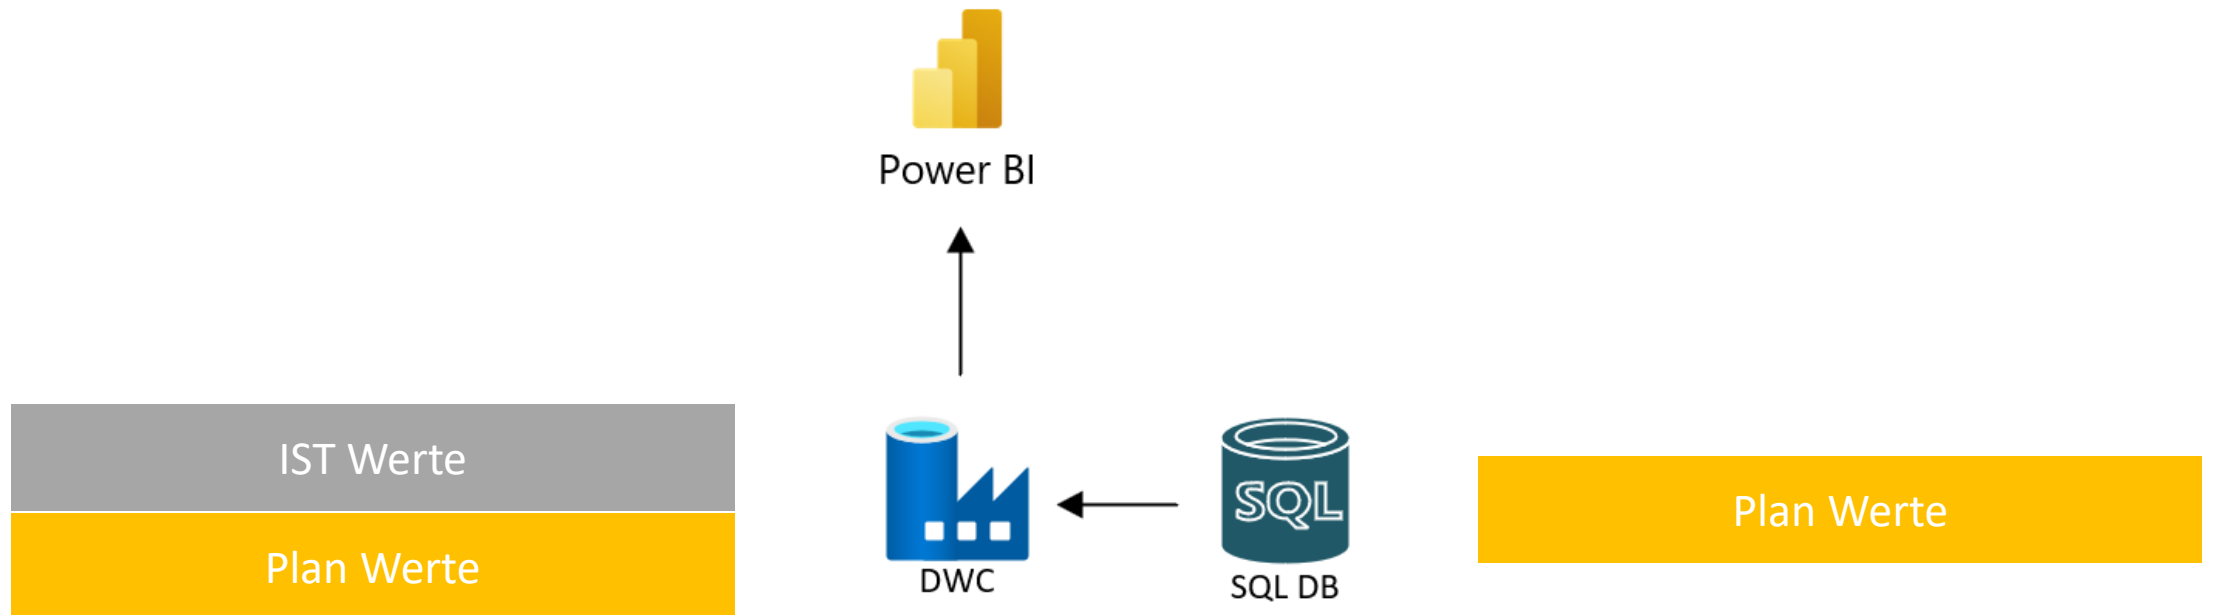 Power BI
IST Werte
Plan Werte
DWC
SQL
SQL DB
Plan Werte